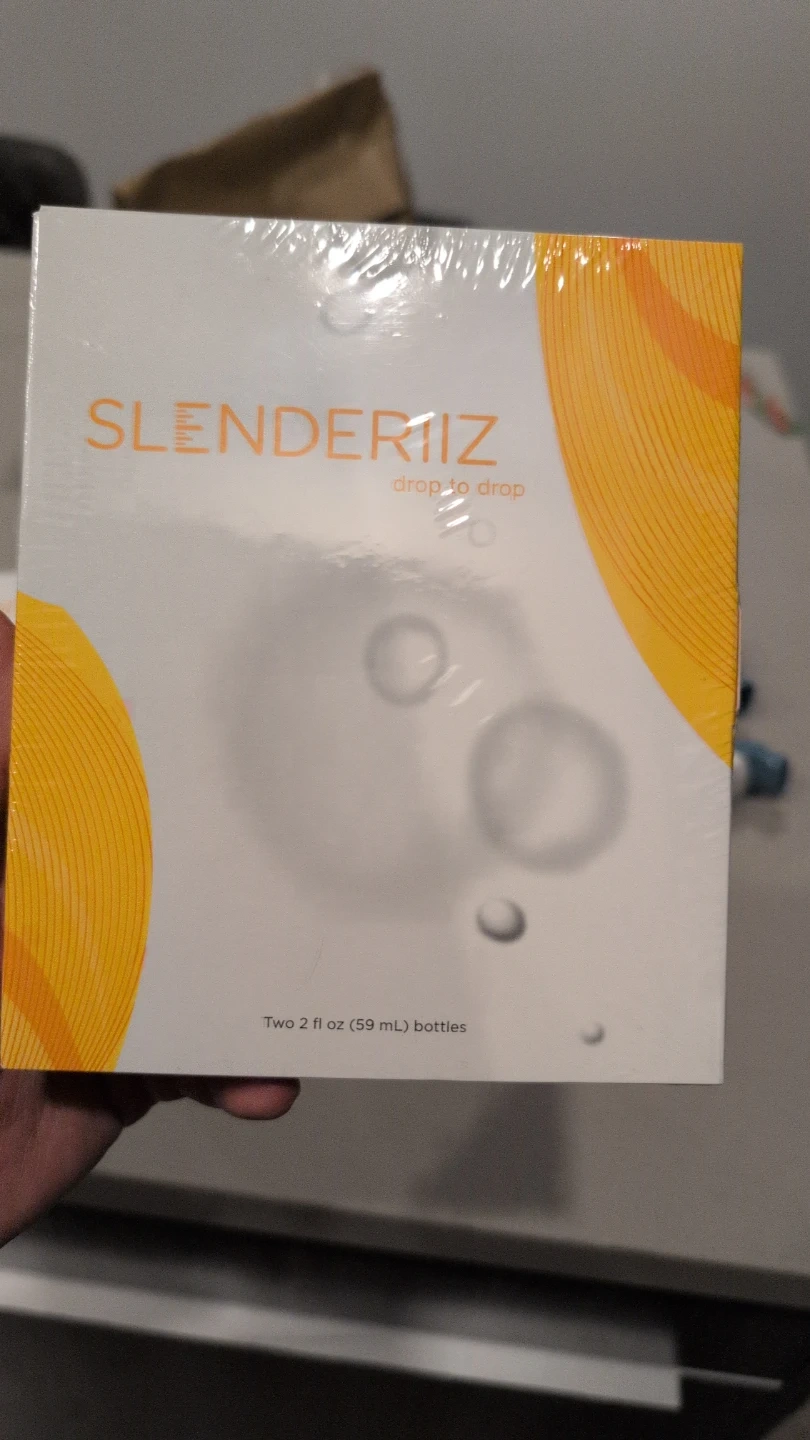 SLENDERIIZ
drop to drop
Two 2 fl oz (59 mL) bottles